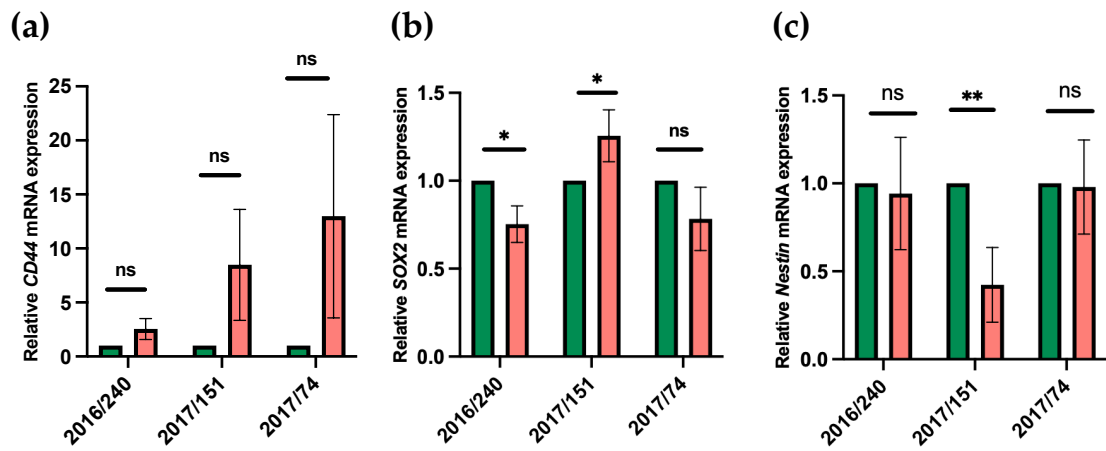 (a)
Relative CD44 mRNA expression
25
20
15
10
5
0
ns
ns
ns
2016/240
2017/151
2017/74
(b)
Relative SOX2 mRNA expression
1.5
1.0
0.5
0.0
*
*
ns
2016/240
2017/151
2017/74
(c)
Relative Nestin mRNA expression
1.5
1.0
0.5
0.0
ns
**
ns
2016/240
2017/151
2017/74